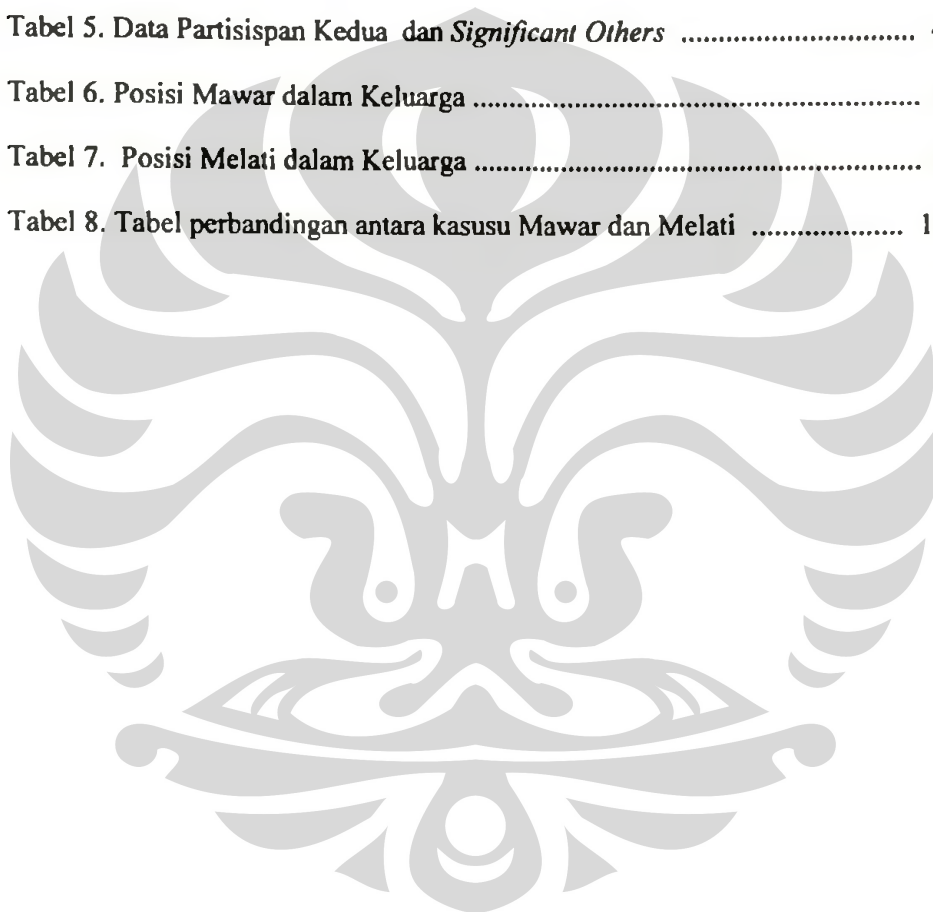 Tabel 5. Data Partisispan Kedua dan Significant Others ...............................
Tabel 6. Posisi Mawar dalam Keluarga ...........................................................
Tabel 7. Posisi Melati dalam Keluarga ...........................................................
Tabel 8. Tabel perbandingan antara kasusu Mawar dan Melati .................... 1